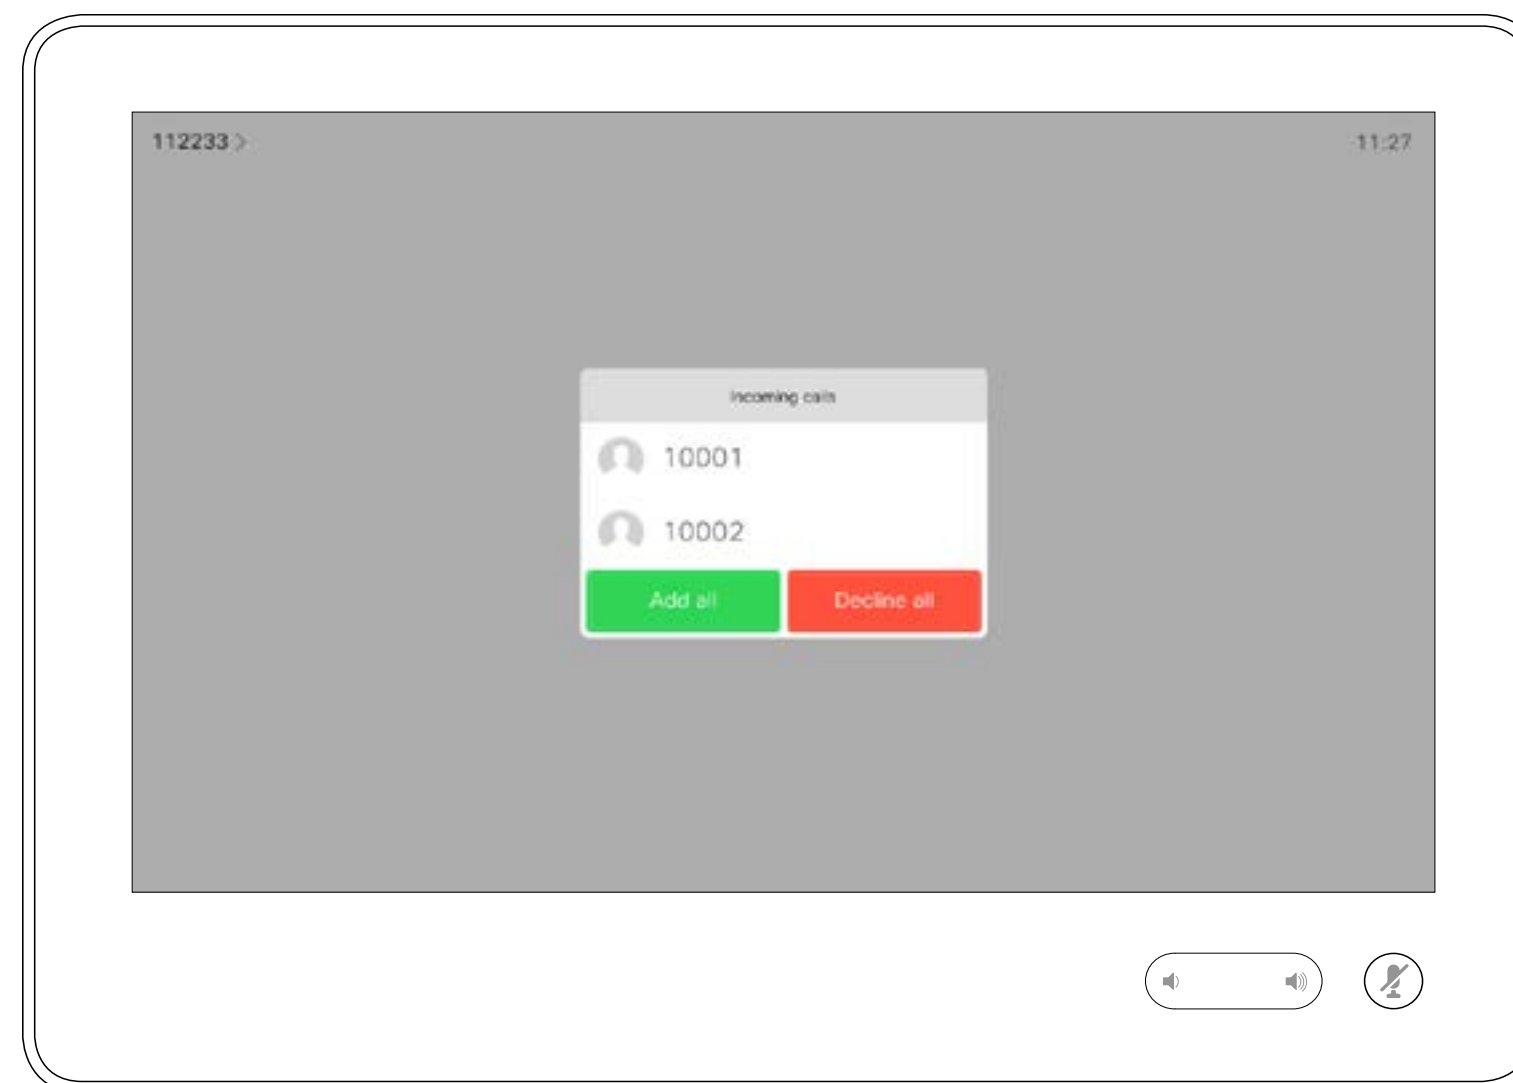 112233 >
11:27
Incoming calls
10001
10002
Add all
Decline all